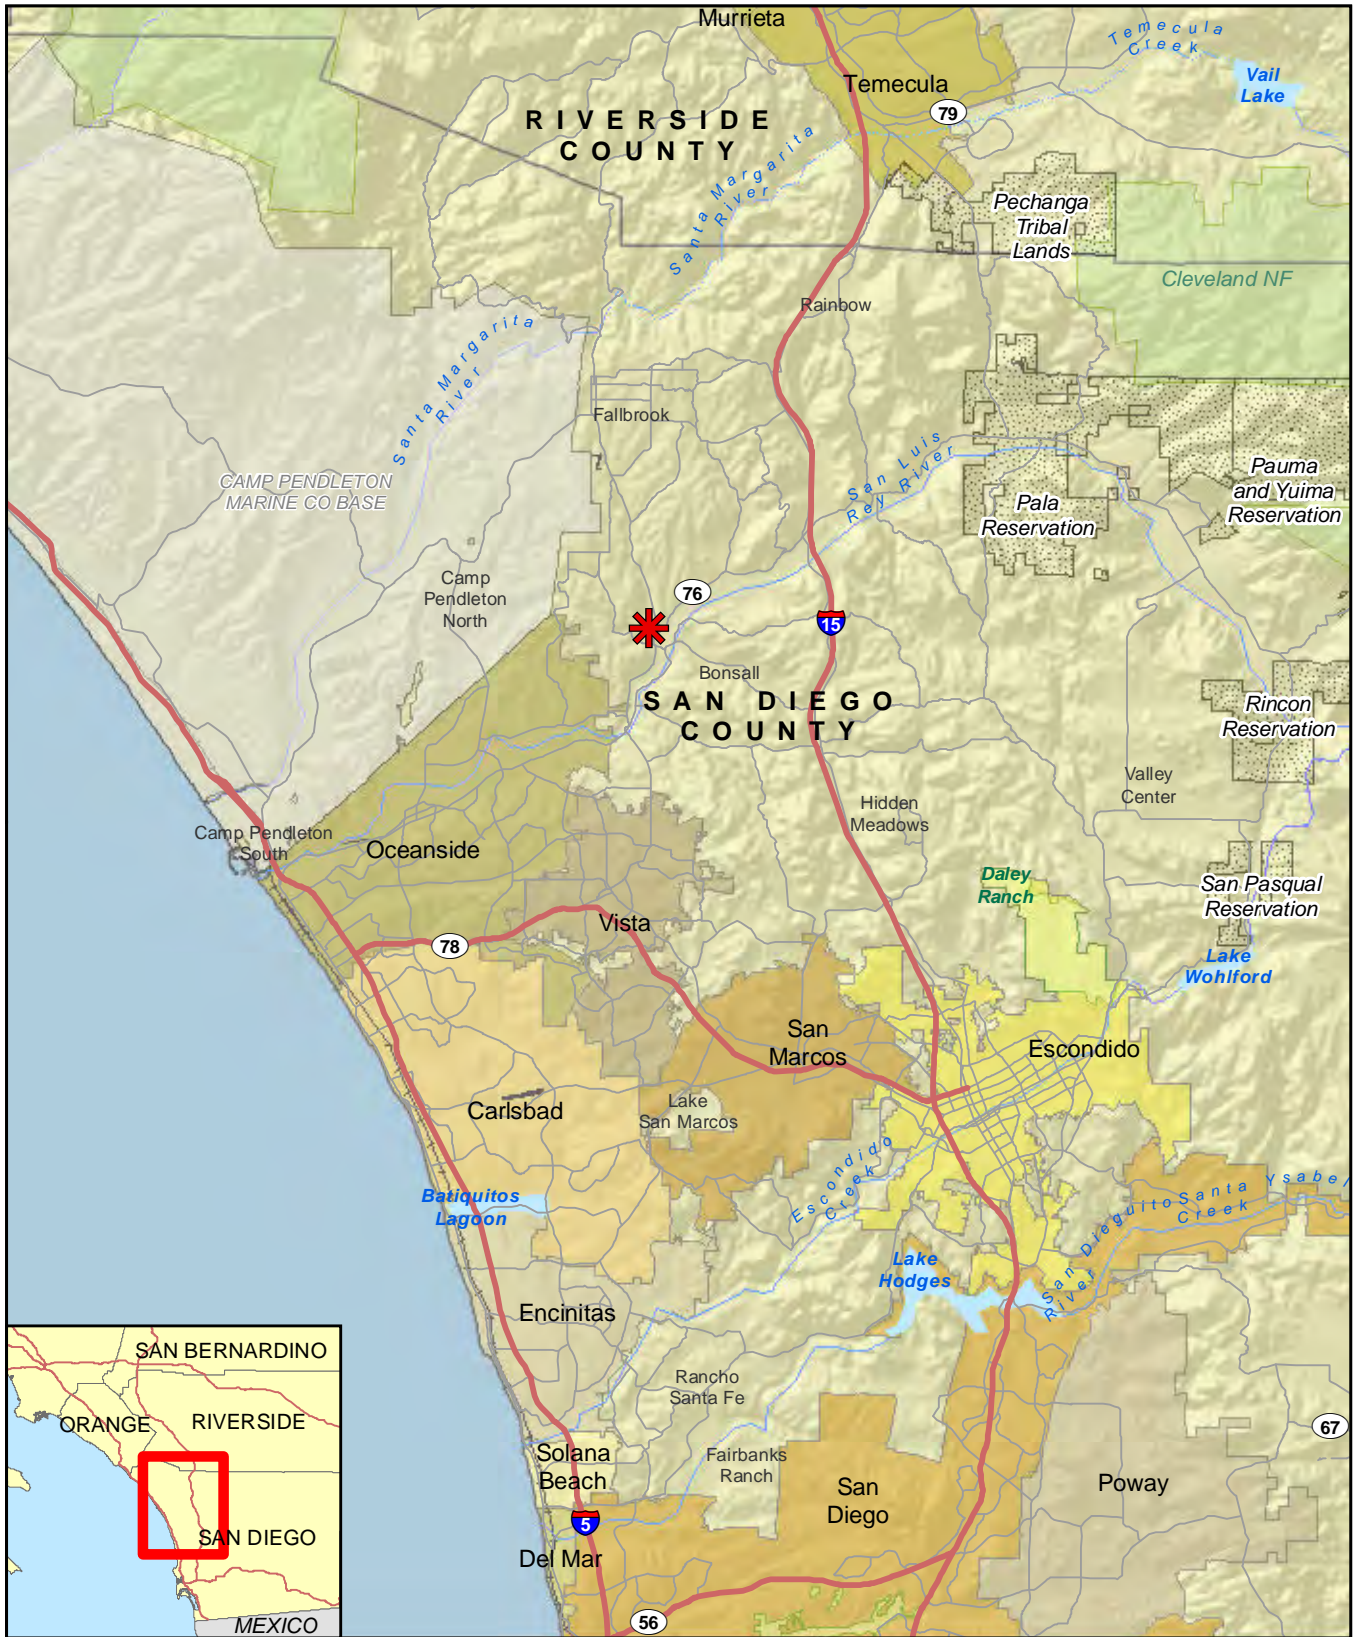 Murrieta
Temecula
Creek
Temecula
79
Vail
Lake
RIVERSIDE
COUNTY
Santa Margarita
River
Pechanga
Tribal
Lands
Cleveland NF
Rainbow
Santa Margarita
River
Fallbrook
CAMP PENDLETON
MARINE CO BASE
San Luis
Rey River
Pauma
and Yuima
Reservation
Pala
Reservation
Camp
Pendleton
North
76
15
Bonsall
SAN DIEGO
COUNTY
Rincon
Reservation
Valley
Center
Hidden
Meadows
Camp Pendleton
South
Oceanside
Daley
Ranch
San Pasqual
Reservation
Vista
78
Lake
Wohlford
San
Marcos
Escondido
Carlsbad
Lake
San Marcos
Escondido
Creek
Batiquitos
Lagoon
Santa Ysabel
Creek
San Dieguito
River
Lake
Hodges
Encinitas
Rancho
Santa Fe
67
Solana
Beach
Fairbanks
Ranch
San
Diego
Poway
5
Del Mar
56
SAN BERNARDINO
ORANGE
RIVERSIDE
SAN DIEGO
MEXICO